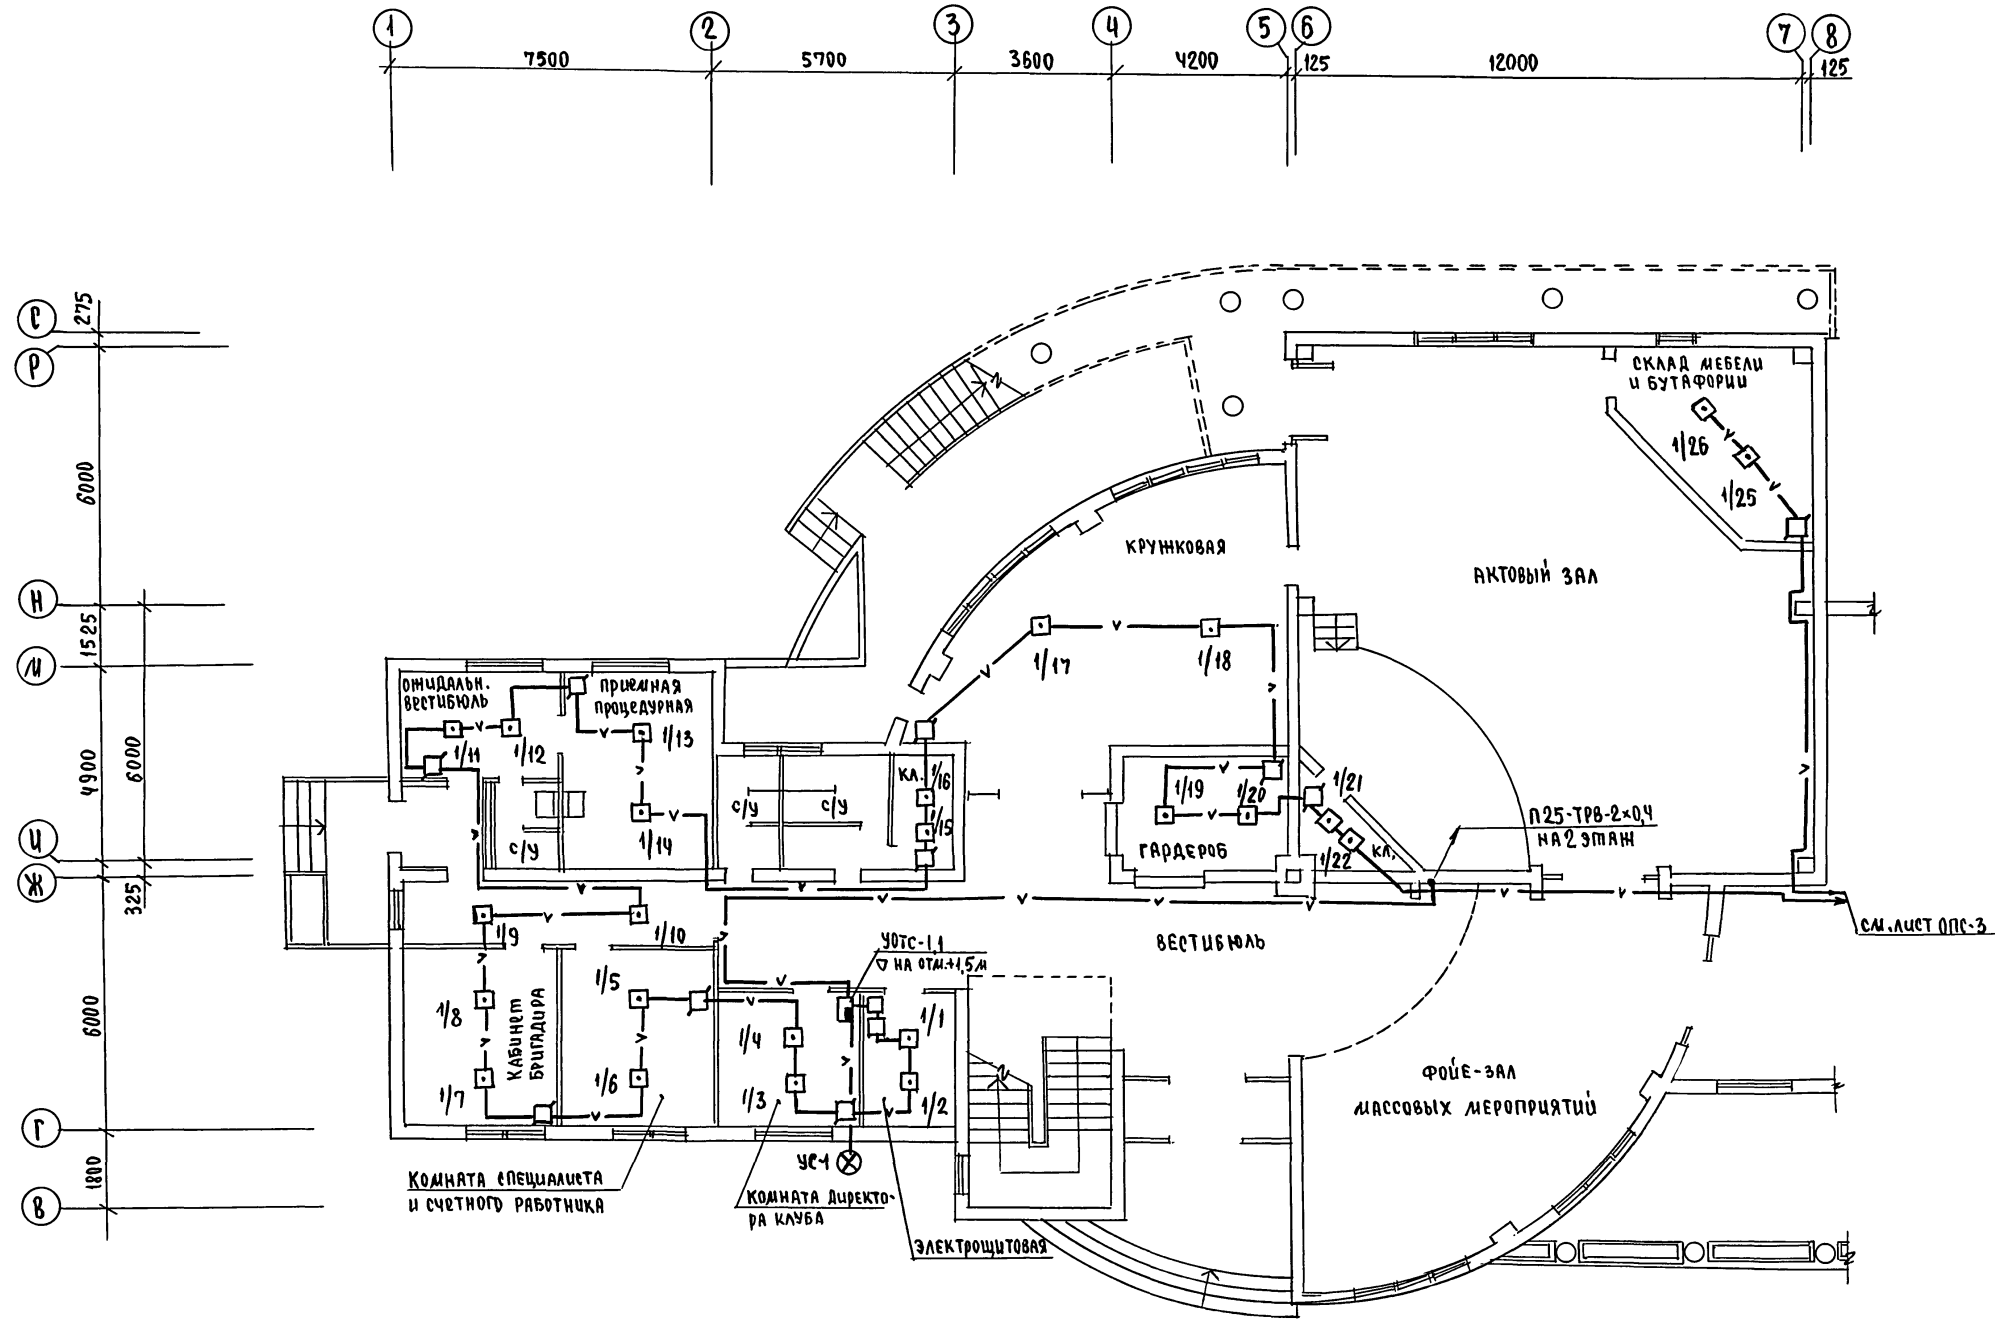 1 2 3 4 5 6 7 8
7500 5700 3600 4200 125 12000 125
С
275
Р
6000
Н
1525
М
4900
6000
И
Ж
325
6000
Г
1800
В
СКЛАД МЕБЕЛИ
И БУТАФОРИИ
1/26
1/25
КРУЖКОВАЯ
АКТОВЫЙ ЗАЛ
1/17 1/18
ОЖИДАЛЬН.
ВЕСТИБЮЛЬ
ПРИЕМНАЯ
ПРОЦЕДУРНАЯ
1/11 1/12 1/13
КЛ. 1/16
1/15
С/У С/У
С/У 1/14
1/19 1/20 1/21
ГАРДЕРОБ
1/22 КЛ.
П25-ТРВ-2×0,4
НА 2 ЭТАЖ
СМ. ЛИСТ ОПС-3
1/9 1/10
ВЕСТИБЮЛЬ
УОТС-1.1
▽ НА ОТМ.+1,5М
1/5
1/8
КАБИНЕТ
БРИГАДИРА
1/4 1/1
1/7 1/6 1/3 1/2
ФОЙЕ-ЗАЛ
МАССОВЫХ МЕРОПРИЯТИЙ
УС-1
КОМНАТА СПЕЦИАЛИСТА
И СЧЕТНОГО РАБОТНИКА
КОМНАТА ДИРЕКТО-
РА КЛУБА
ЭЛЕКТРОЩИТОВАЯ